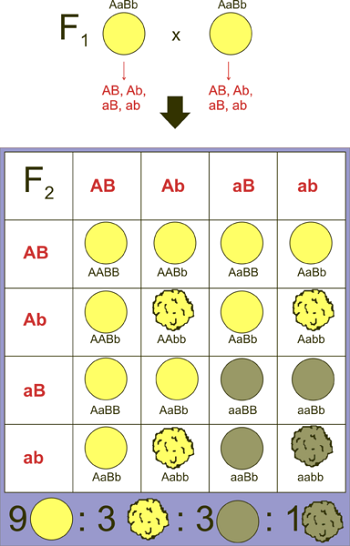 AaBb AaBb
F1 x
AB, Ab, AB, Ab,
aB, ab aB, ab
F2 AB Ab aB ab
AB
AABB AABb AaBB AaBb
Ab
AABb AAbb AaBb Aabb
aB
AaBB AaBb aaBB aaBb
ab
AaBb Aabb aaBb aabb
9 : 3 : 3 : 1